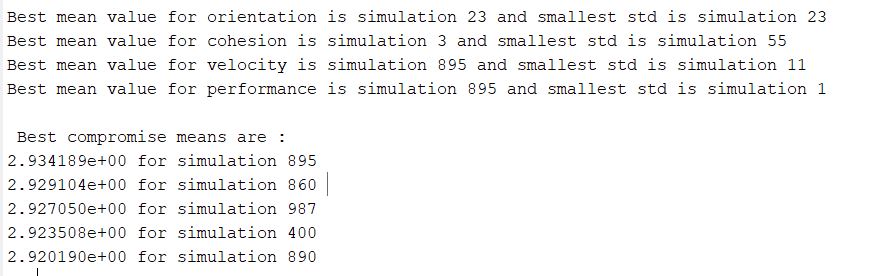 Best mean value for orientation is simulation 23 and smallest std is simulation 23
Best mean value for cohesion is simulation 3 and smallest std is simulation 55
Best mean value for velocity is simulation 895 and smallest std is simulation 11
Best mean value for performance is simulation 895 and smallest std is simulation 1
Best compromise means are :
2.934189e+00 for simulation 895
2.929104e+00 for simulation 860
2.927050e+00 for simulation 987
2.923508e+00 for simulation 400
2.920190e+00 for simulation 890